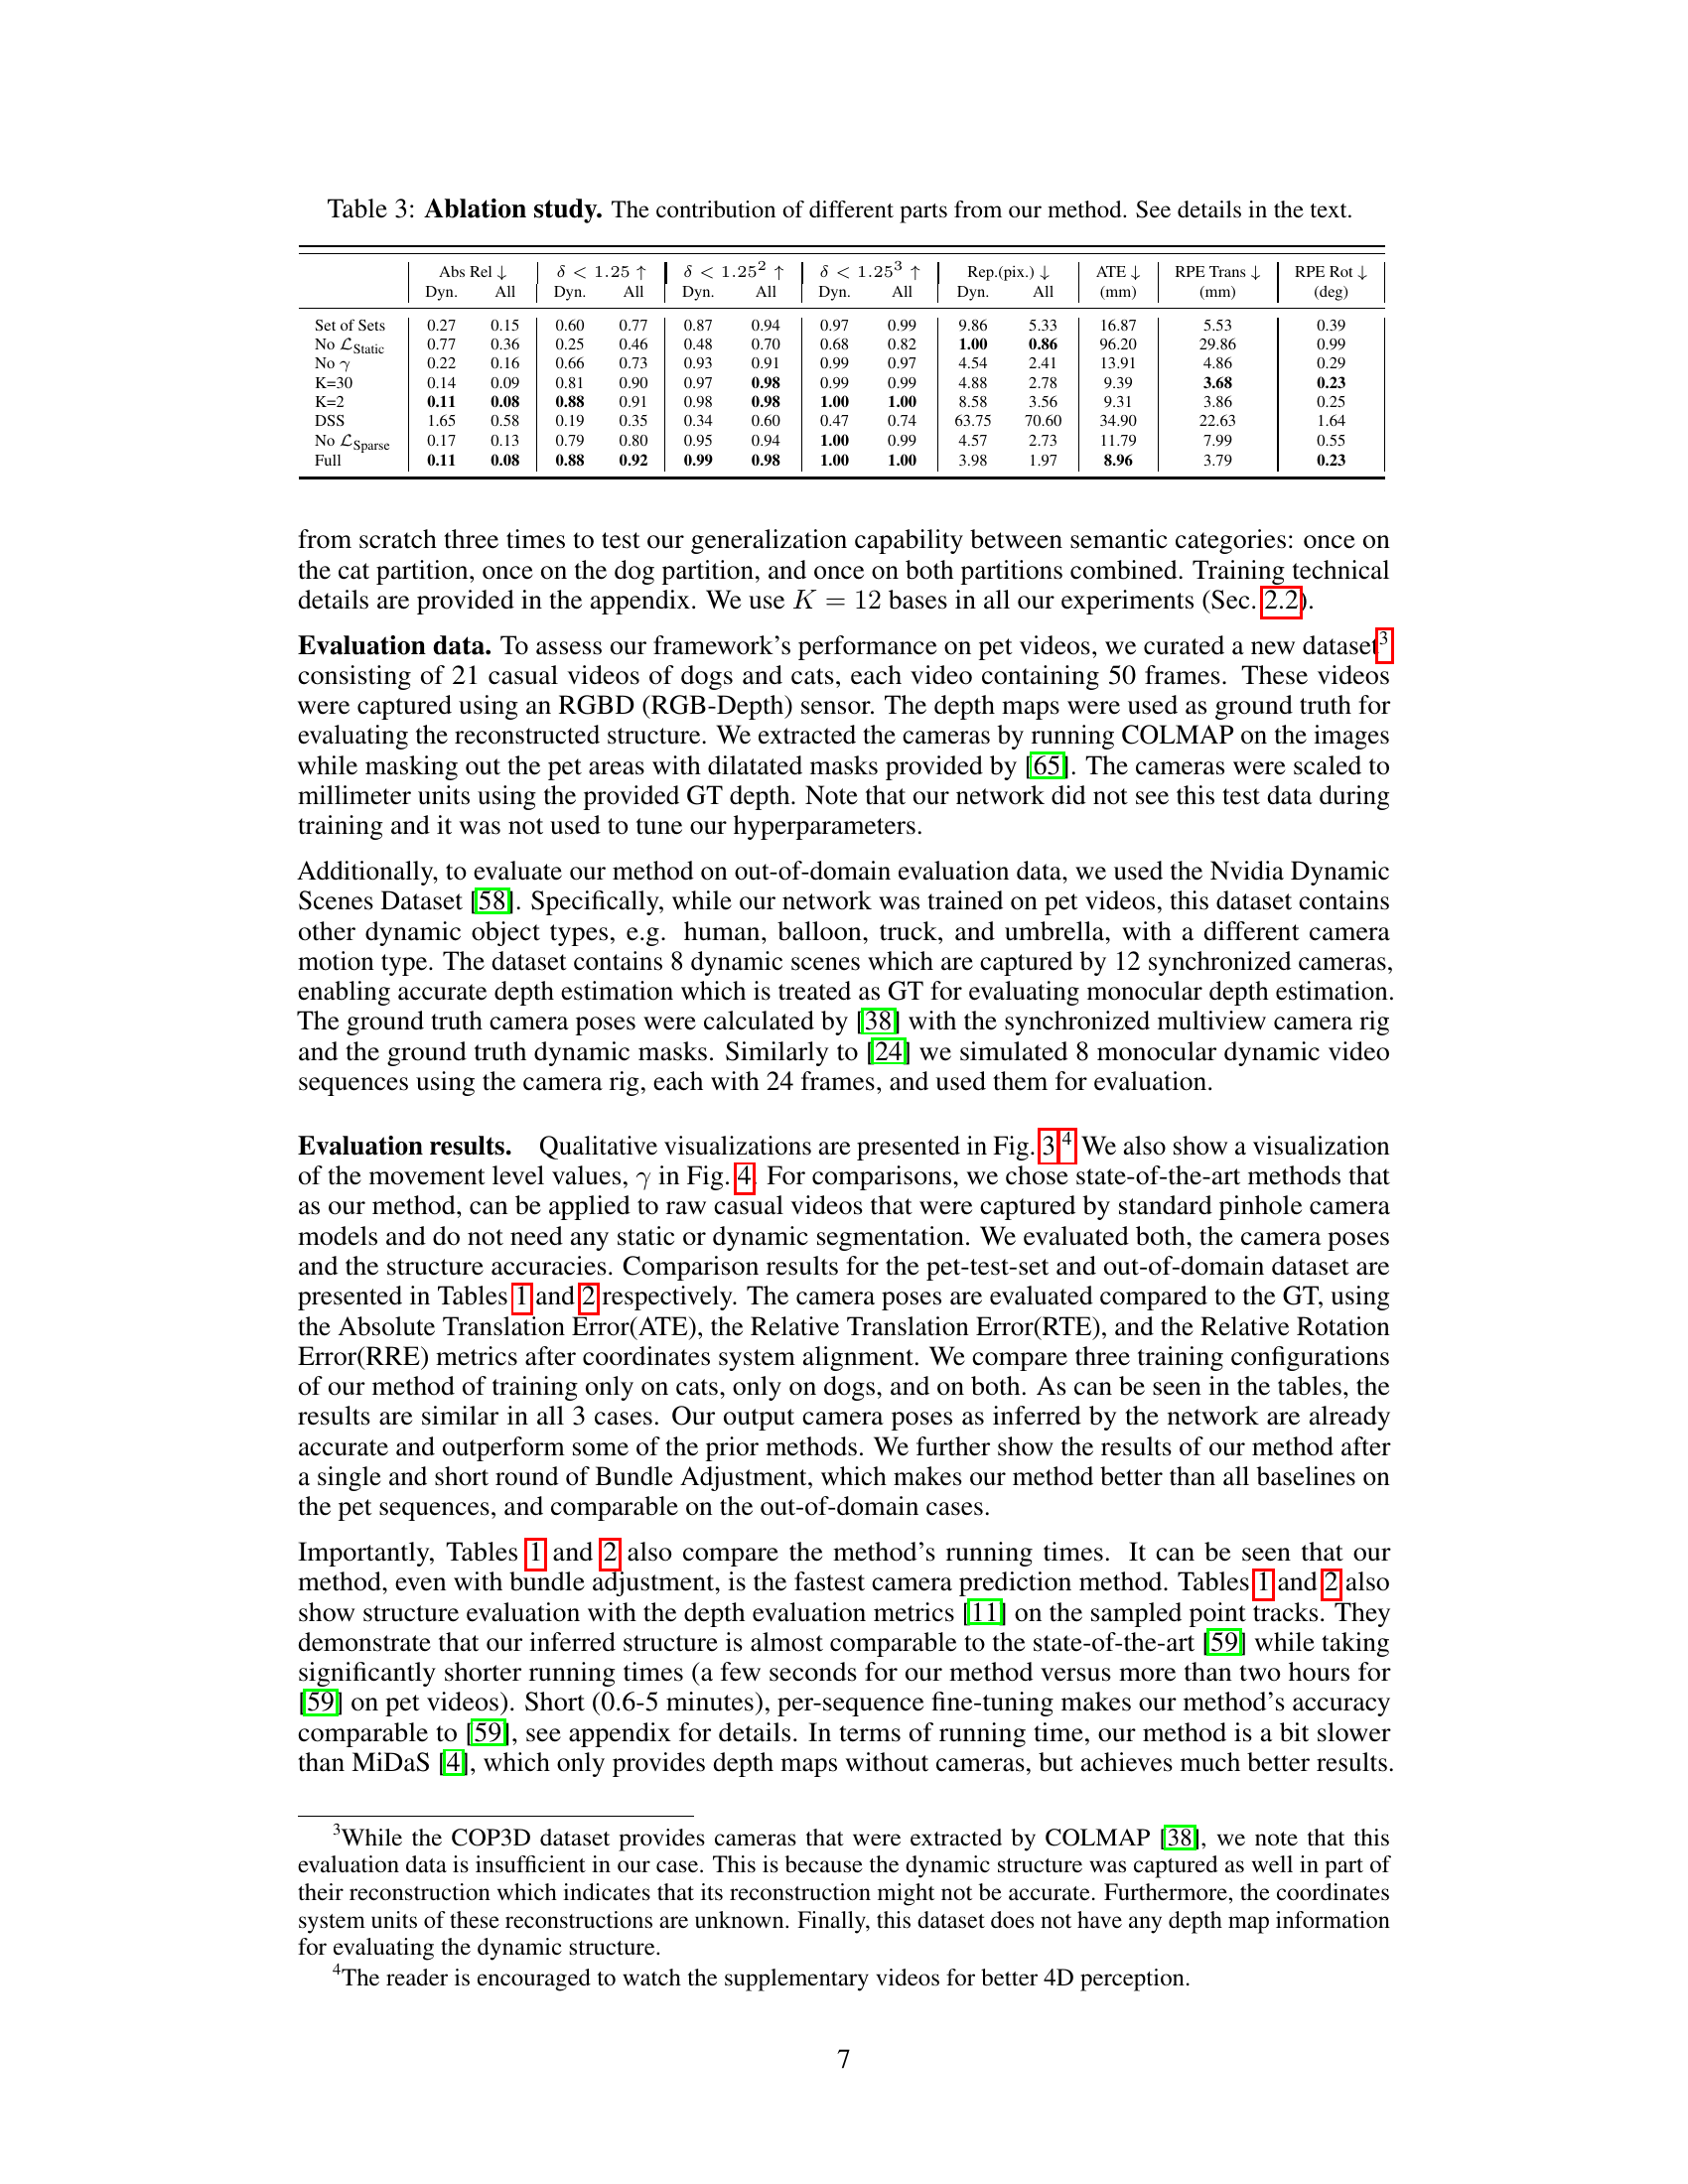 Table 3: Ablation study. The contribution of different parts from our method. See details in the text.
Abs Rel ↓ δ < 1.25 ↑ δ < 1.25² ↑ δ < 1.25³ ↑ Rep.(pix.) ↓ ATE ↓ RPE Trans ↓ RPE Rot ↓
Dyn. All Dyn. All Dyn. All Dyn. All Dyn. All (mm) (mm) (deg)
Set of Sets 0.27 0.15 0.60 0.77 0.87 0.94 0.97 0.99 9.86 5.33 16.87 5.53 0.39
No ℒStatic 0.77 0.36 0.25 0.46 0.48 0.70 0.68 0.82 1.00 0.86 96.20 29.86 0.99
No γ 0.22 0.16 0.66 0.73 0.93 0.91 0.99 0.97 4.54 2.41 13.91 4.86 0.29
K=30 0.14 0.09 0.81 0.90 0.97 0.98 0.99 0.99 4.88 2.78 9.39 3.68 0.23
K=2 0.11 0.08 0.88 0.91 0.98 0.98 1.00 1.00 8.58 3.56 9.31 3.86 0.25
DSS 1.65 0.58 0.19 0.35 0.34 0.60 0.47 0.74 63.75 70.60 34.90 22.63 1.64
No ℒSparse 0.17 0.13 0.79 0.80 0.95 0.94 1.00 0.99 4.57 2.73 11.79 7.99 0.55
Full 0.11 0.08 0.88 0.92 0.99 0.98 1.00 1.00 3.98 1.97 8.96 3.79 0.23
from scratch three times to test our generalization capability between semantic categories: once on
the cat partition, once on the dog partition, and once on both partitions combined. Training technical
details are provided in the appendix. We use K = 12 bases in all our experiments (Sec. 2.2).
Evaluation data. To assess our framework's performance on pet videos, we curated a new dataset³
consisting of 21 casual videos of dogs and cats, each video containing 50 frames. These videos
were captured using an RGBD (RGB-Depth) sensor. The depth maps were used as ground truth for
evaluating the reconstructed structure. We extracted the cameras by running COLMAP on the images
while masking out the pet areas with dilatated masks provided by [65]. The cameras were scaled to
millimeter units using the provided GT depth. Note that our network did not see this test data during
training and it was not used to tune our hyperparameters.
Additionally, to evaluate our method on out-of-domain evaluation data, we used the Nvidia Dynamic
Scenes Dataset [58]. Specifically, while our network was trained on pet videos, this dataset contains
other dynamic object types, e.g. human, balloon, truck, and umbrella, with a different camera
motion type. The dataset contains 8 dynamic scenes which are captured by 12 synchronized cameras,
enabling accurate depth estimation which is treated as GT for evaluating monocular depth estimation.
The ground truth camera poses were calculated by [38] with the synchronized multiview camera rig
and the ground truth dynamic masks. Similarly to [24] we simulated 8 monocular dynamic video
sequences using the camera rig, each with 24 frames, and used them for evaluation.
Evaluation results. Qualitative visualizations are presented in Fig. 3.⁴ We also show a visualization
of the movement level values, γ in Fig. 4. For comparisons, we chose state-of-the-art methods that
as our method, can be applied to raw casual videos that were captured by standard pinhole camera
models and do not need any static or dynamic segmentation. We evaluated both, the camera poses
and the structure accuracies. Comparison results for the pet-test-set and out-of-domain dataset are
presented in Tables 1 and 2 respectively. The camera poses are evaluated compared to the GT, using
the Absolute Translation Error(ATE), the Relative Translation Error(RTE), and the Relative Rotation
Error(RRE) metrics after coordinates system alignment. We compare three training configurations
of our method of training only on cats, only on dogs, and on both. As can be seen in the tables, the
results are similar in all 3 cases. Our output camera poses as inferred by the network are already
accurate and outperform some of the prior methods. We further show the results of our method after
a single and short round of Bundle Adjustment, which makes our method better than all baselines on
the pet sequences, and comparable on the out-of-domain cases.
Importantly, Tables 1 and 2 also compare the method's running times. It can be seen that our
method, even with bundle adjustment, is the fastest camera prediction method. Tables 1 and 2 also
show structure evaluation with the depth evaluation metrics [11] on the sampled point tracks. They
demonstrate that our inferred structure is almost comparable to the state-of-the-art [59] while taking
significantly shorter running times (a few seconds for our method versus more than two hours for
[59] on pet videos). Short (0.6-5 minutes), per-sequence fine-tuning makes our method's accuracy
comparable to [59], see appendix for details. In terms of running time, our method is a bit slower
than MiDaS [4], which only provides depth maps without cameras, but achieves much better results.
³While the COP3D dataset provides cameras that were extracted by COLMAP [38], we note that this
evaluation data is insufficient in our case. This is because the dynamic structure was captured as well in part of
their reconstruction which indicates that its reconstruction might not be accurate. Furthermore, the coordinates
system units of these reconstructions are unknown. Finally, this dataset does not have any depth map information
for evaluating the dynamic structure.
⁴The reader is encouraged to watch the supplementary videos for better 4D perception.
7